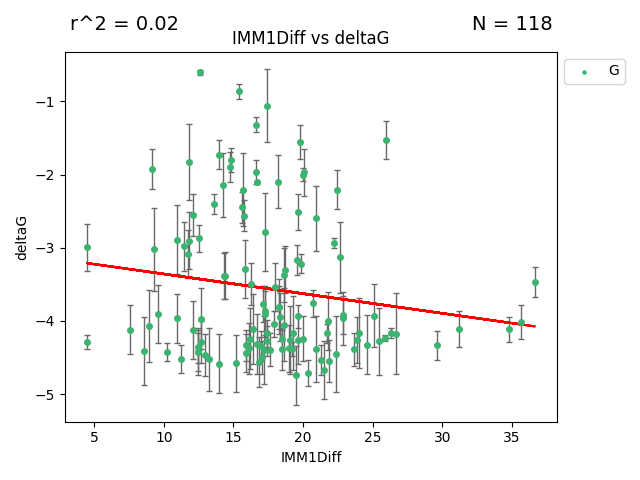 r^2 = 0.02
N = 118
IMM1Diff vs deltaG
G
deltaG
−1
−2
−3
−4
−5
5 10 15 20 25 30 35
IMM1Diff